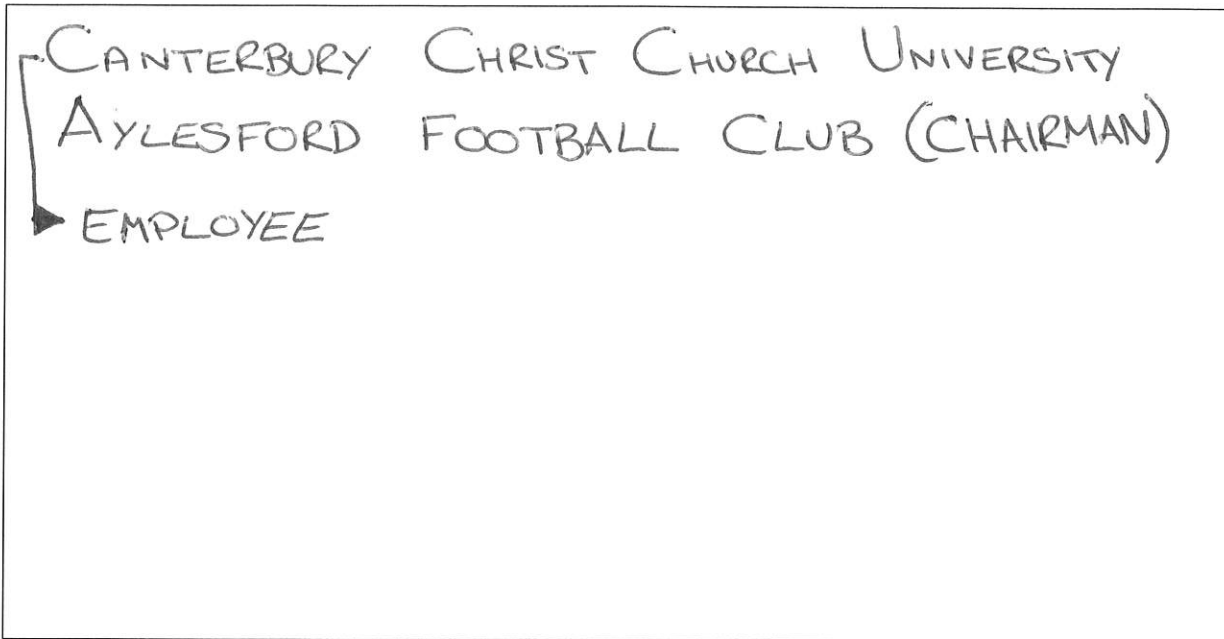 CANTERBURY CHRIST CHURCH UNIVERSITY
AYLESFORD FOOTBALL CLUB (CHAIRMAN)
EMPLOYEE